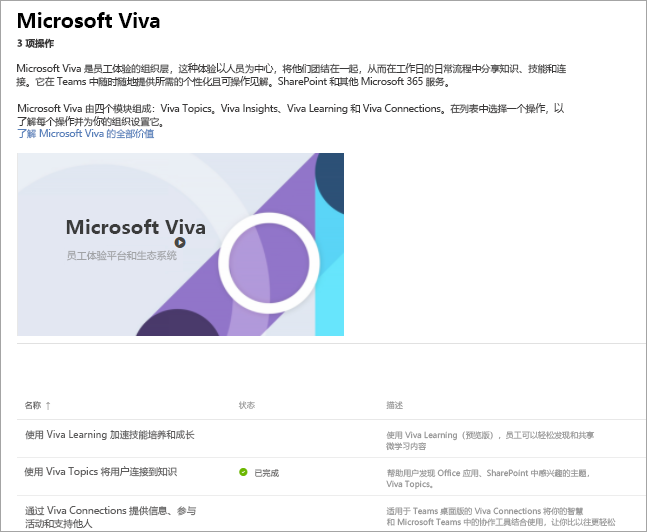 Microsoft Viva
3 项操作
Microsoft Viva 是员工体验的组织层，这种体验以人员为中心，将他们团结在一起，从而在工作日的日常流程中分享知识、技能和连
接。它在 Teams 中随时随地提供所需的个性化且可操作见解。SharePoint 和其他 Microsoft 365 服务。
Microsoft Viva 由四个模块组成：Viva Topics。Viva Insights、Viva Learning 和 Viva Connections。在列表中选择一个操作，以
了解每个操作并为你的组织设置它。
了解 Microsoft Viva 的全部价值
Microsoft Viva
员工体验平台和生态系统
名称 ↑ 状态 描述
使用 Viva Learning 加速技能培养和成长 使用 Viva Learning（预览版），员工可以轻松发现和共享
微学习内容
使用 Viva Topics 将用户连接到知识 已完成 帮助用户发现 Office 应用、SharePoint 中感兴趣的主题，
Viva Topics。
通过 Viva Connections 提供信息、参与 适用于 Teams 桌面版的 Viva Connections 将你的智慧
活动和支持他人 和 Microsoft Teams 中的协作工具结合使用，让你比以往更轻松